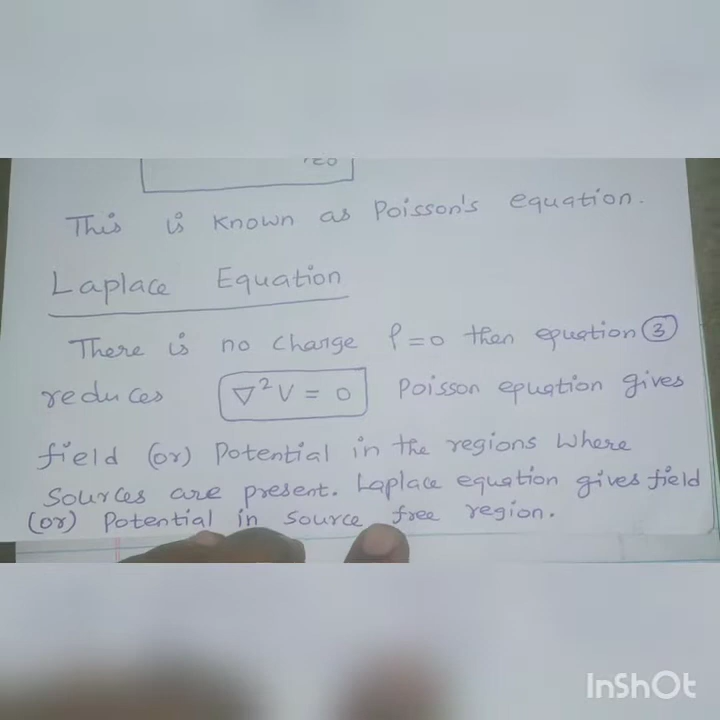 This is known as Poisson's equation.
Laplace Equation
There is no charge ρ=0 then equation ③
reduces ∇²V = 0 Poisson equation gives
field (or) Potential in the regions where
sources are present. Laplace equation gives field
(or) Potential in source free region.
InShOt